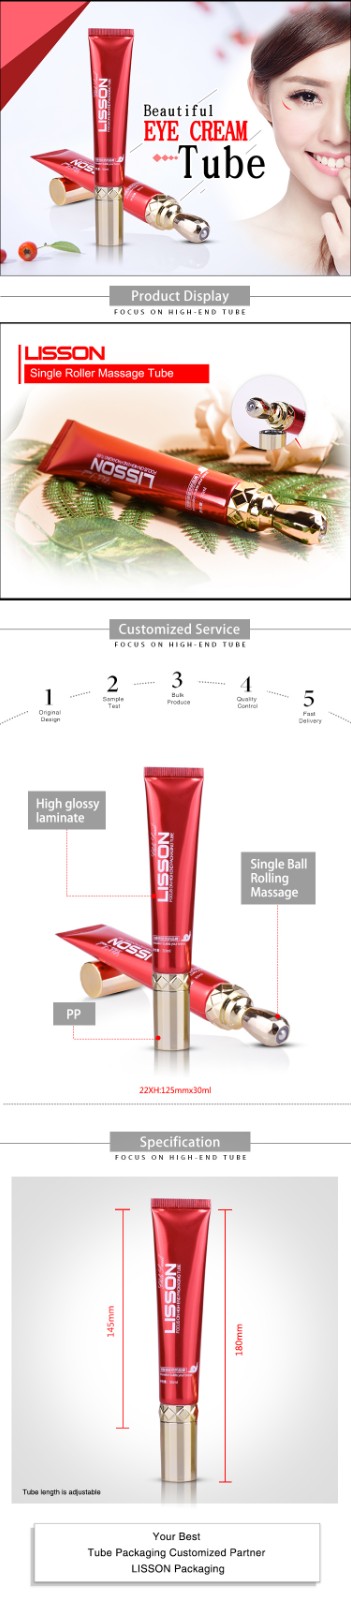 Beautiful
EYE CREAM
Tube
LISSON
Product Display
FOCUS ON HIGH-END TUBE
LISSON
Single Roller Massage Tube
LISSON
Customized Service
FOCUS ON HIGH-END TUBE
1
Original
Design
2
Sample
Test
3
Bulk
Produce
4
Quality
Control
5
Fast
Delivery
High glossy
laminate
LISSON
Single Ball
Rolling
Massage
LISSON
PP
22XH:125mmx30ml
Specification
FOCUS ON HIGH-END TUBE
145mm
LISSON
180mm
Tube length is adjustable
Your Best
Tube Packaging Customized Partner
LISSON Packaging